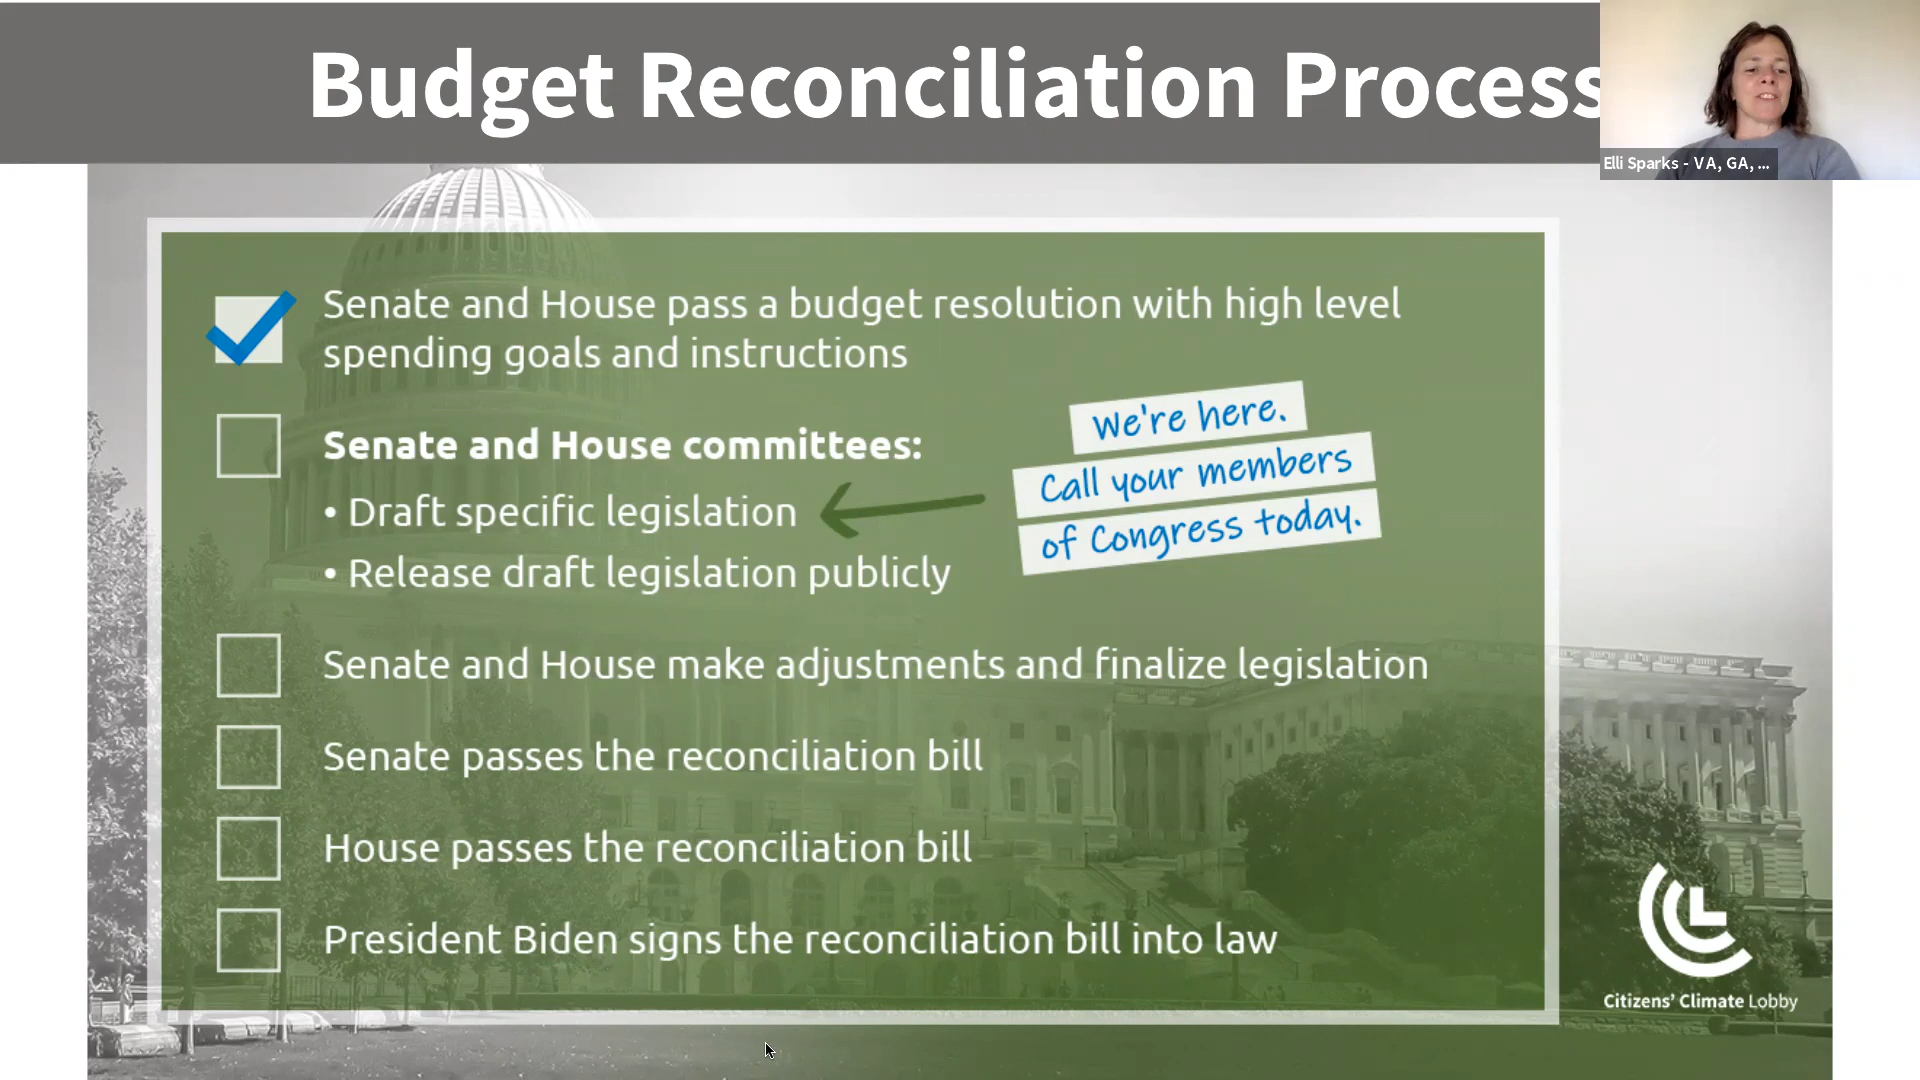 Budget Reconciliation Process
Elli Sparks - VA, GA, ...
Senate and House pass a budget resolution with high level
spending goals and instructions
Senate and House committees:
• Draft specific legislation
• Release draft legislation publicly
We're here.
Call your members
of Congress today.
Senate and House make adjustments and finalize legislation
Senate passes the reconciliation bill
House passes the reconciliation bill
President Biden signs the reconciliation bill into law
Citizens' Climate Lobby